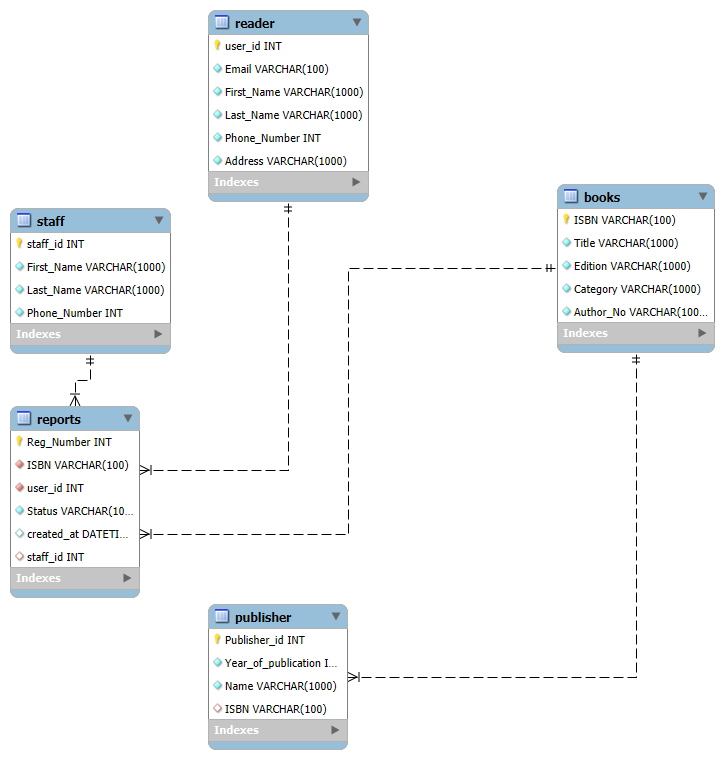 reader
user_id INT
Email VARCHAR(100)
First_Name VARCHAR(1000)
Last_Name VARCHAR(1000)
Phone_Number INT
Address VARCHAR(1000)
Indexes
staff
staff_id INT
First_Name VARCHAR(1000)
Last_Name VARCHAR(1000)
Phone_Number INT
Indexes
books
ISBN VARCHAR(100)
Title VARCHAR(1000)
Edition VARCHAR(1000)
Category VARCHAR(1000)
Author_No VARCHAR(100...
Indexes
reports
Reg_Number INT
ISBN VARCHAR(100)
user_id INT
Status VARCHAR(10...
created_at DATETI...
staff_id INT
Indexes
publisher
Publisher_id INT
Year_of_publication I...
Name VARCHAR(1000)
ISBN VARCHAR(100)
Indexes